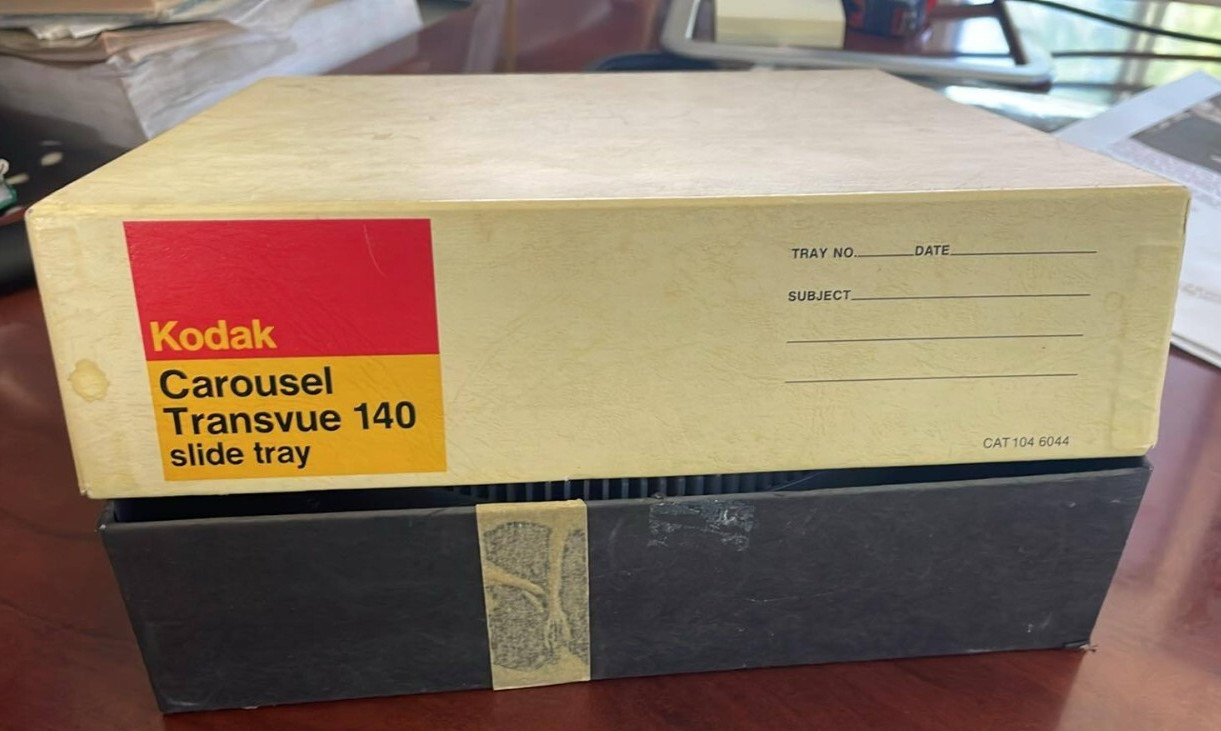 Kodak
Carousel
Transvue 140
slide tray
TRAY NO. DATE
SUBJECT
CAT 104 6044